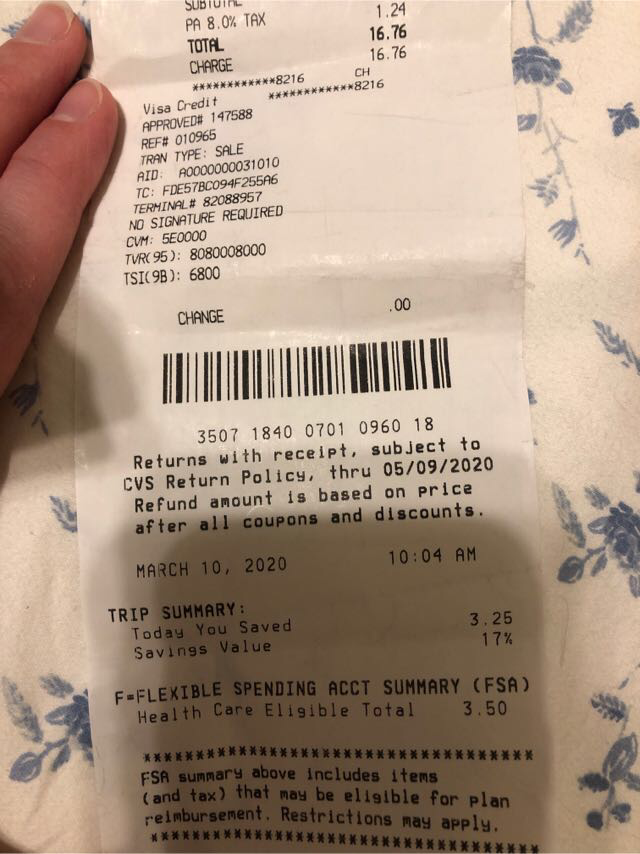 SUBTOTAL
PA 8.0% TAX 1.24
TOTAL 16.76
CHARGE 16.76
************8216 CH
Visa Credit ************8216
APPROVED# 147588
REF# 010965
TRAN TYPE: SALE
AID: A0000000031010
TC: FDE57BC094F255A6
TERMINAL# 82088957
NO SIGNATURE REQUIRED
CVM: 5E0000
TVR(95): 8080008000
TSI(9B): 6800
CHANGE .00
3507 1840 0701 0960 18
Returns with receipt, subject to
CVS Return Policy, thru 05/09/2020
Refund amount is based on price
after all coupons and discounts.
MARCH 10, 2020 10:04 AM
TRIP SUMMARY:
Today You Saved 3.25
Savings Value 17%
F=FLEXIBLE SPENDING ACCT SUMMARY (FSA)
Health Care Eligible Total 3.50
****************************************
FSA summary above includes items
(and tax) that may be eligible for plan
reimbursement. Restrictions may apply.
****************************************